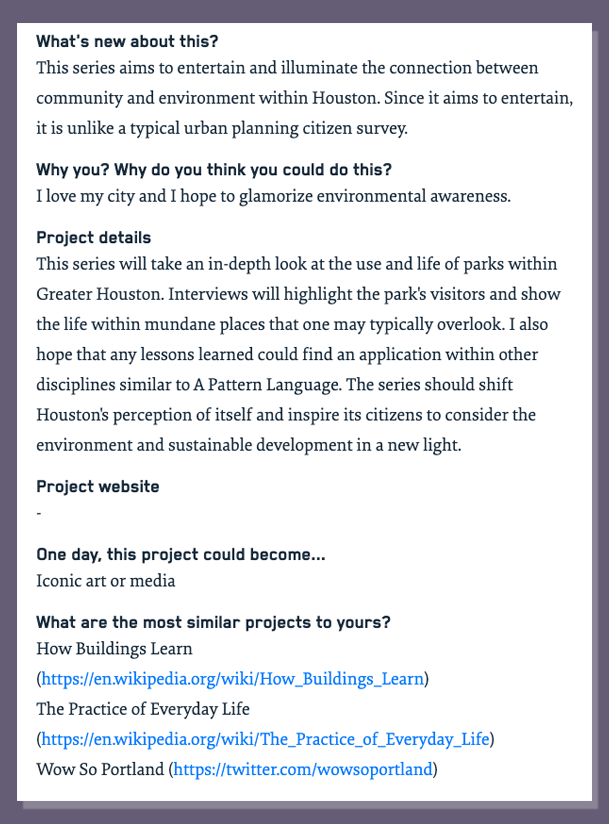 What's new about this?
This series aims to entertain and illuminate the connection between
community and environment within Houston. Since it aims to entertain,
it is unlike a typical urban planning citizen survey.
Why you? Why do you think you could do this?
I love my city and I hope to glamorize environmental awareness.
Project details
This series will take an in-depth look at the use and life of parks within
Greater Houston. Interviews will highlight the park's visitors and show
the life within mundane places that one may typically overlook. I also
hope that any lessons learned could find an application within other
disciplines similar to A Pattern Language. The series should shift
Houston's perception of itself and inspire its citizens to consider the
environment and sustainable development in a new light.
Project website
-
One day, this project could become...
Iconic art or media
What are the most similar projects to yours?
How Buildings Learn
(https://en.wikipedia.org/wiki/How_Buildings_Learn)
The Practice of Everyday Life
(https://en.wikipedia.org/wiki/The_Practice_of_Everyday_Life)
Wow So Portland (https://twitter.com/wowsoportland)